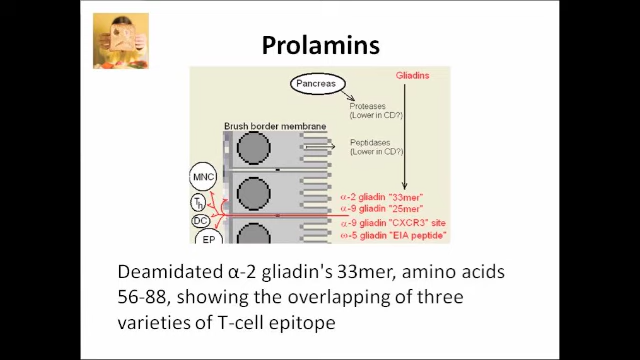 Prolamins
Gliadins
Pancreas
Proteases
(Lower in CD?)
Brush border membrane
Peptidases
(Lower in CD?)
MNC
Th
DC
EP
α-2 gliadin "33mer"
α-9 gliadin "25mer"
α-9 gliadin "CXCR3" site
ω-5 gliadin "EIA peptide"
Deamidated α-2 gliadin's 33mer, amino acids
56-88, showing the overlapping of three
varieties of T-cell epitope